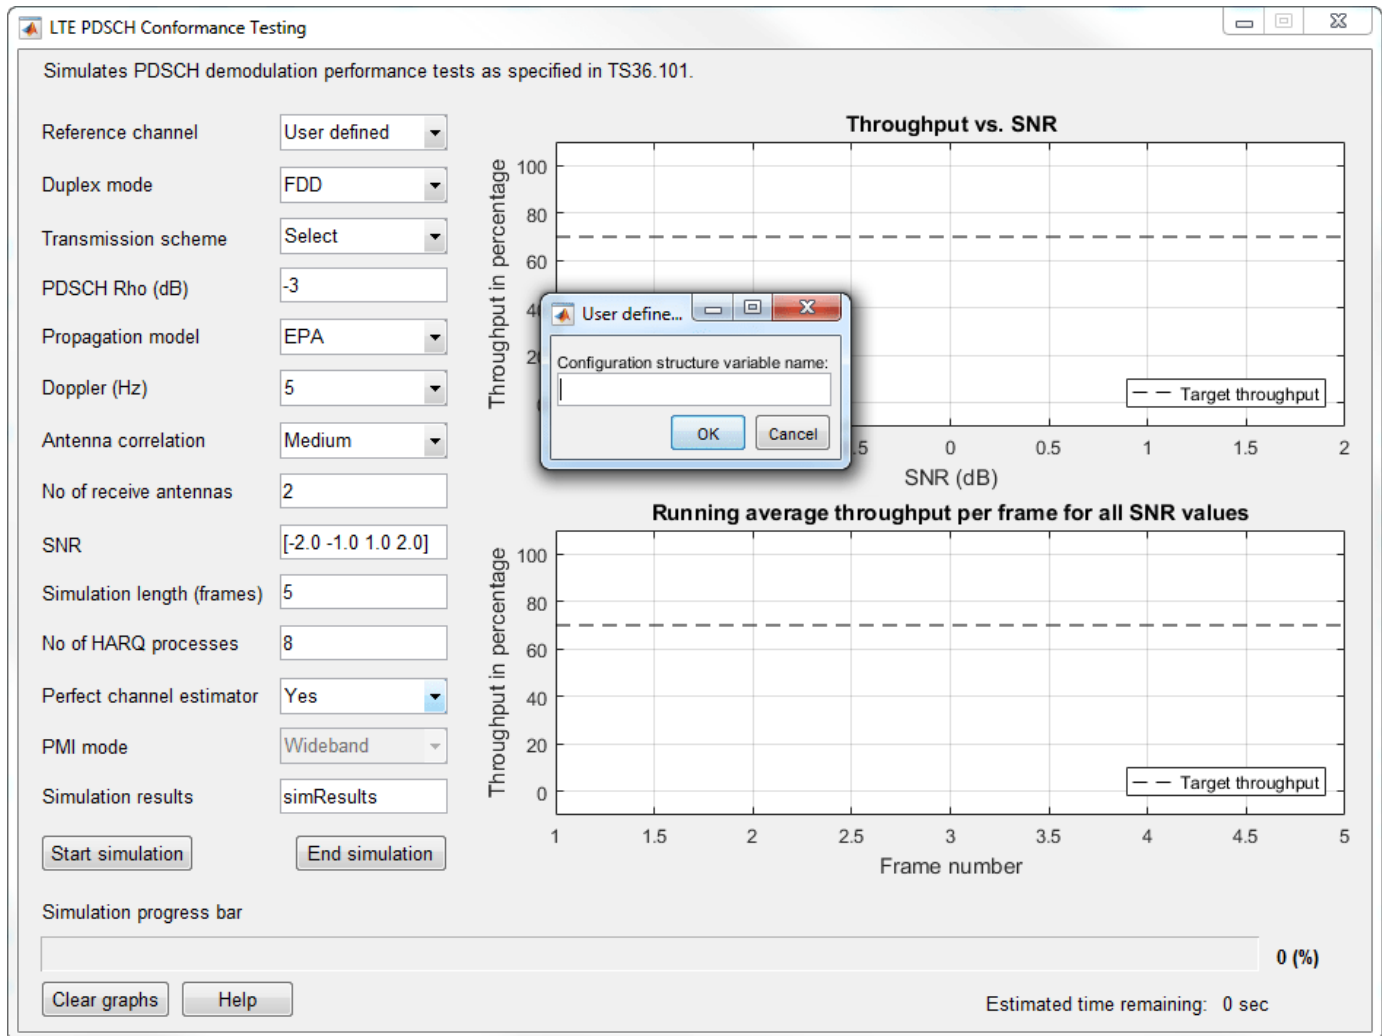 LTE PDSCH Conformance Testing
Simulates PDSCH demodulation performance tests as specified in TS36.101.
Reference channel User defined
Duplex mode FDD
Transmission scheme Select
PDSCH Rho (dB) -3
Propagation model EPA
Doppler (Hz) 5
Antenna correlation Medium
No of receive antennas 2
SNR [-2.0 -1.0 1.0 2.0]
Simulation length (frames) 5
No of HARQ processes 8
Perfect channel estimator Yes
PMI mode Wideband
Simulation results simResults
Start simulation End simulation
Throughput vs. SNR
Throughput in percentage
100
80
60
Target throughput
.5 0 0.5 1 1.5 2
SNR (dB)
User define...
Configuration structure variable name:
OK Cancel
Running average throughput per frame for all SNR values
Throughput in percentage
100
80
60
40
20
0
Target throughput
1 1.5 2 2.5 3 3.5 4 4.5 5
Frame number
Simulation progress bar
0 (%)
Clear graphs Help
Estimated time remaining: 0 sec